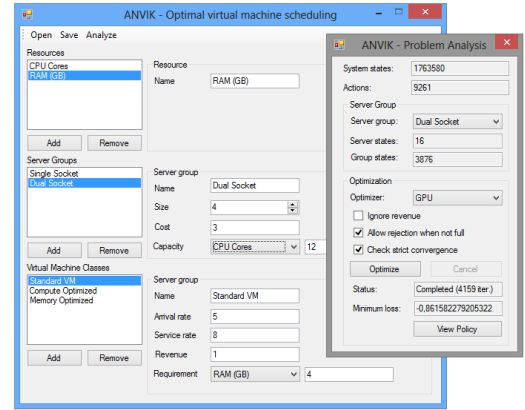 ANVIK - Optimal virtual machine scheduling
Open Save Analyze
Resources
CPU Cores
RAM (GB)
Add Remove
Resource
Name RAM (GB)
Server Groups
Single Socket
Dual Socket
Add Remove
Server group
Name Dual Socket
Size 4
Cost 3
Capacity CPU Cores 12
Virtual Machine Classes
Standard VM
Compute Optimized
Memory Optimized
Add Remove
Server group
Name Standard VM
Arrival rate 5
Service rate 8
Revenue 1
Requirement RAM (GB) 4
ANVIK - Problem Analysis
System states: 1763580
Actions: 9261
Server Group
Server group: Dual Socket
Server states: 16
Group states: 3876
Optimization
Optimizer: GPU
Ignore revenue
Allow rejection when not full
Check strict convergence
Optimize Cancel
Status: Completed (4159 iter.)
Minimum loss: -0,861582279205322
View Policy